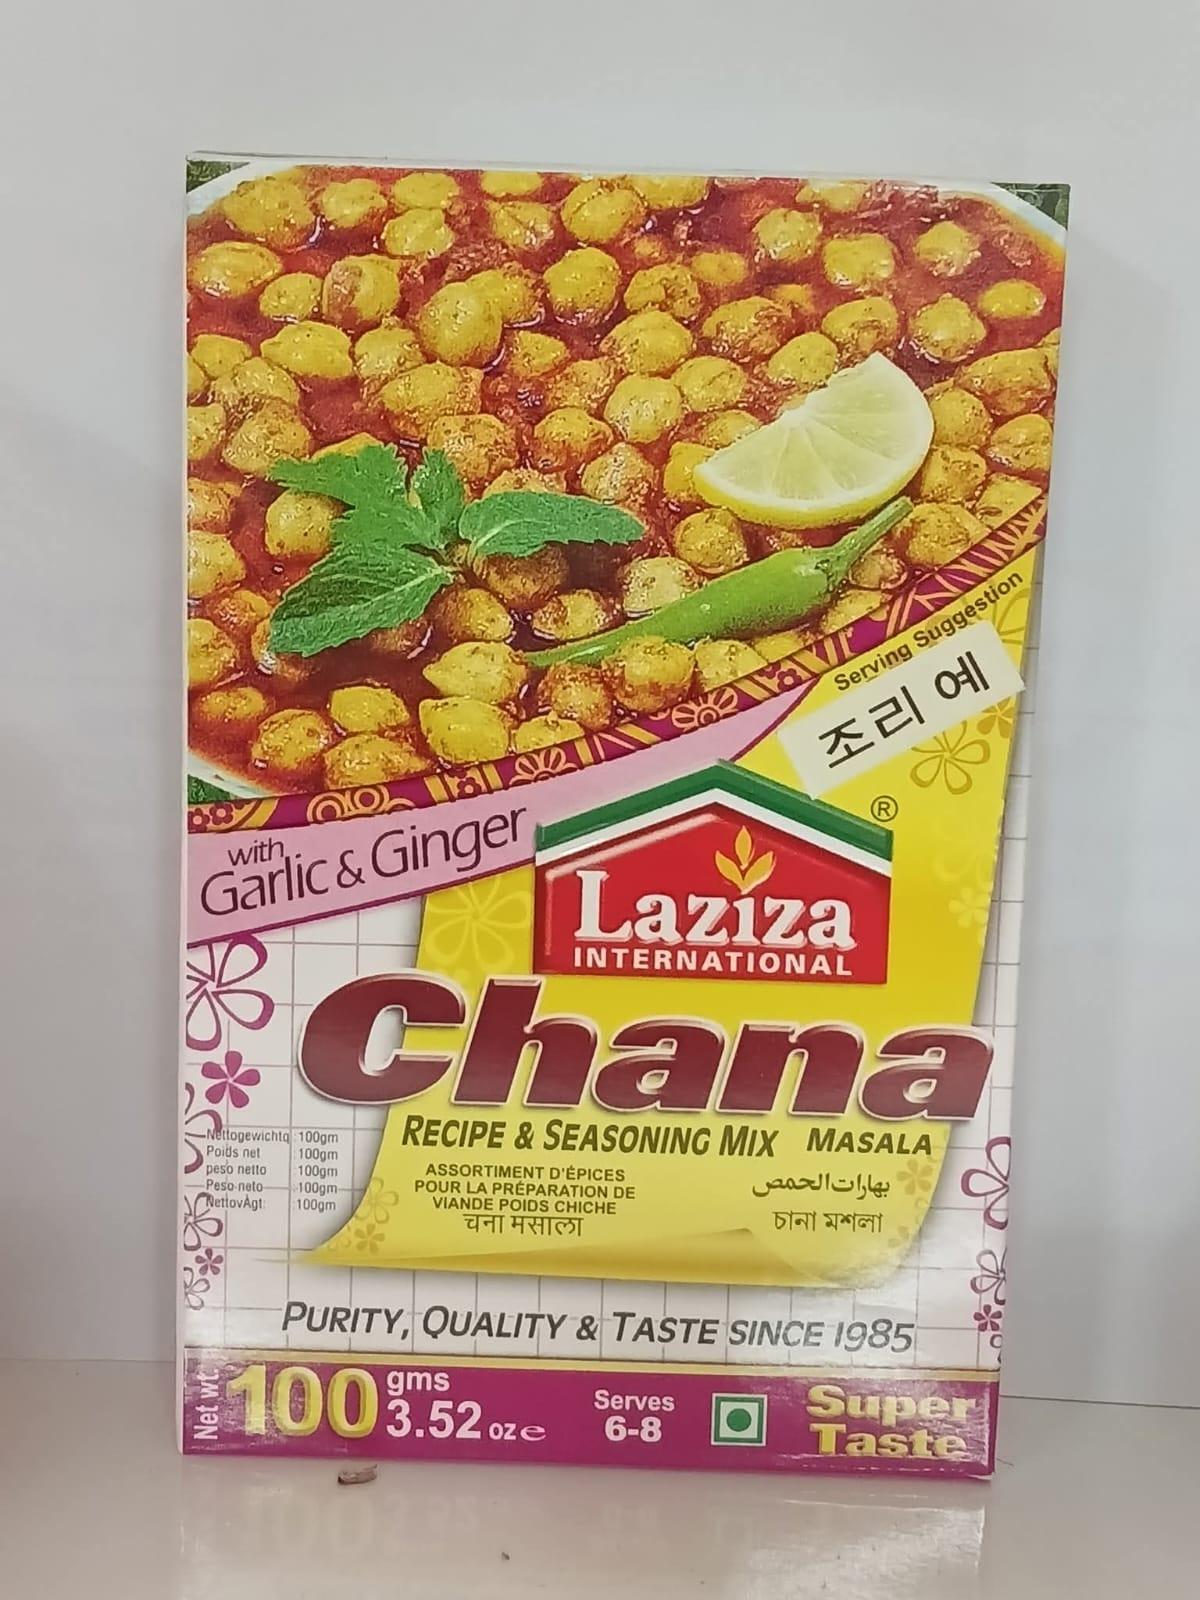 Serving Suggestion
조리 예
with
Garlic & Ginger
®
Laziza
INTERNATIONAL
Chana
RECIPE & SEASONING MIX MASALA
ASSORTIMENT D'ÉPICES
POUR LA PRÉPARATION DE
VIANDE POIDS CHICHE
चना मसाला
بهارات الحمص
চানা মশলা
Nettogewichtq :100gm
Poids net :100gm
peso netto :100gm
Peso neto :100gm
NettovÄgt :100gm
PURITY, QUALITY & TASTE SINCE 1985
Net wt. 100 gms
3.52 oz e
Serves
6-8
Super
Taste